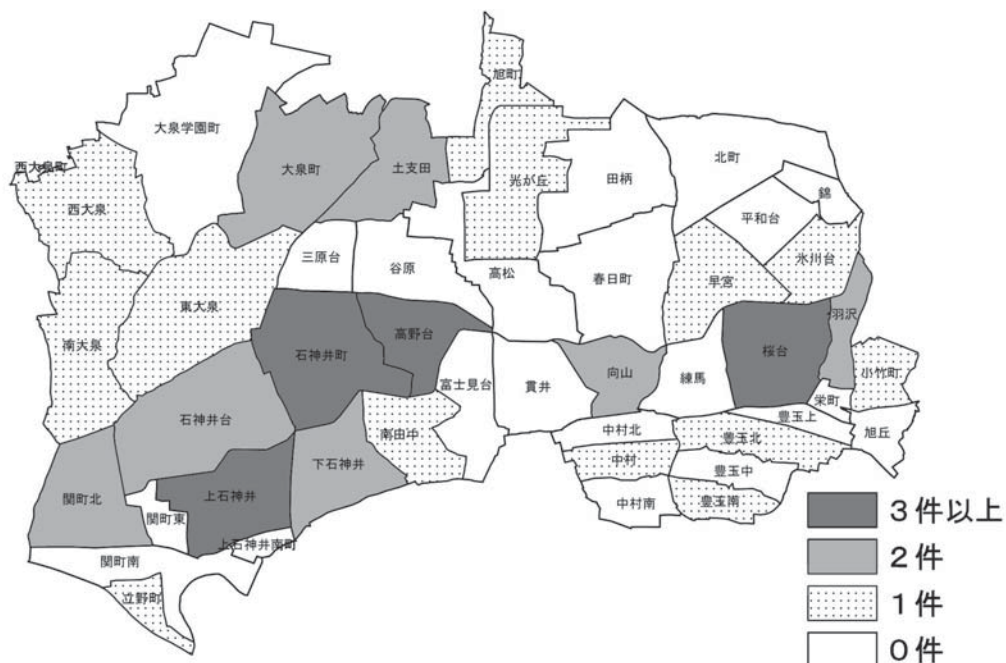 旭町
大泉学園町
北町
西大泉町
大泉町
土支田
光が丘
田柄
錦
西大泉
平和台
三原台
谷原
高松
春日町
早宮
氷川台
東大泉
羽沢
南大泉
石神井町
高野台
桜台
富士見台
貫井
向山
練馬
小竹町
栄町
石神井台
南田中
中村北
豊玉上
豊玉北
旭丘
下石神井
中村
豊玉中
関町北
上石神井
中村南
豊玉南
関町東
上石神井南町
関町南
立野町
3件以上
2件
1件
0件